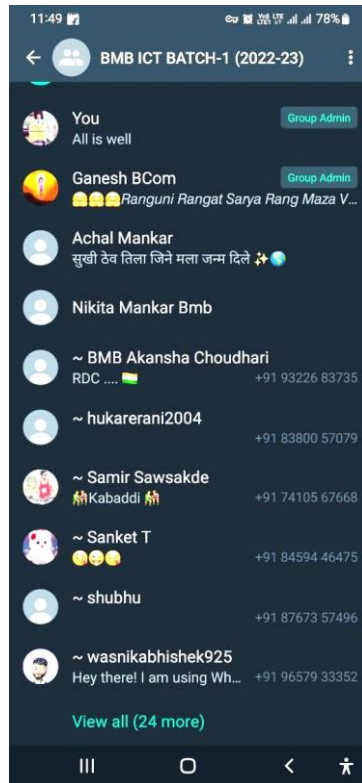 11:49 78%
BMB ICT BATCH-1 (2022-23)
You Group Admin
All is well
Ganesh BCom Group Admin
🤗🤗🤗Ranguni Rangat Sarya Rang Maza V...
Achal Mankar
सुखी ठेव तिला जिने मला जन्म दिले ✨🌎
Nikita Mankar Bmb
~ BMB Akansha Choudhari
RDC .... 🇮🇳 +91 93226 83735
~ hukarerani2004
+91 83800 57079
~ Samir Sawsakde
🤼Kabaddi 🤼 +91 74105 67668
~ Sanket T
😋😜😋 +91 84594 46475
~ shubhu
+91 87673 57496
~ wasnikabhishek925
Hey there! I am using Wh... +91 96579 33352
View all (24 more)